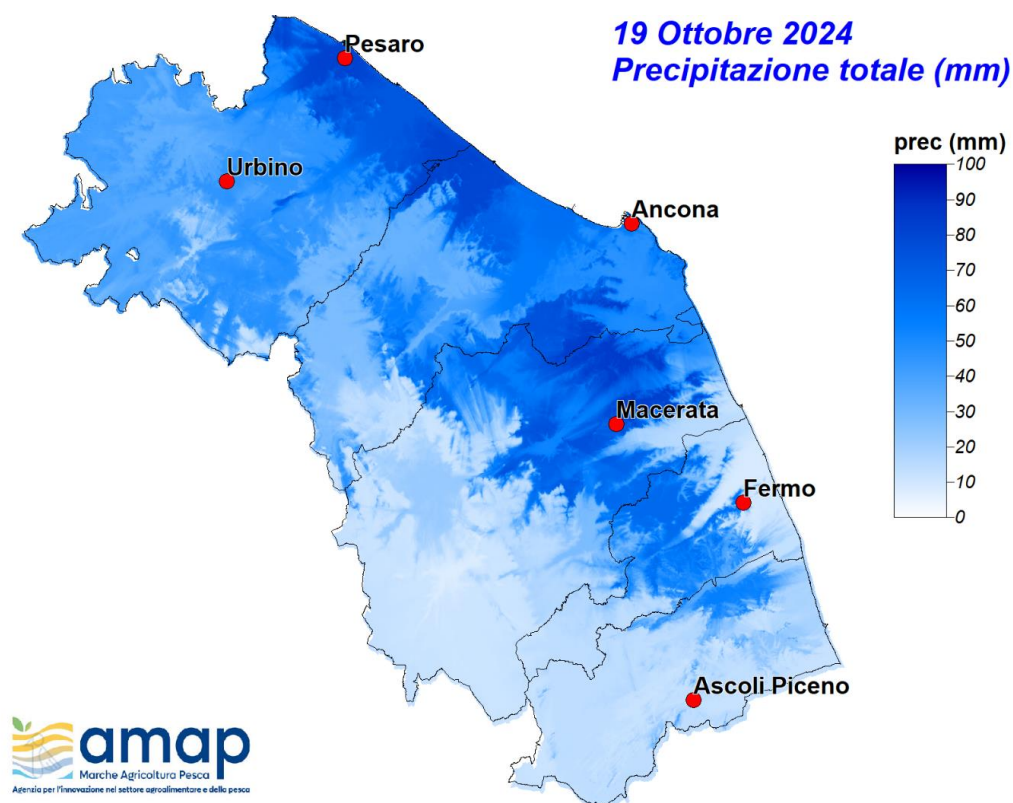 19 Ottobre 2024
Precipitazione totale (mm)
Pesaro
Urbino
Ancona
Macerata
Fermo
Ascoli Piceno
prec (mm)
100
90
80
70
60
50
40
30
20
10
0
amap
Marche Agricoltura Pesca
Agenzia per l'innovazione nel settore agroalimentare e della pesca